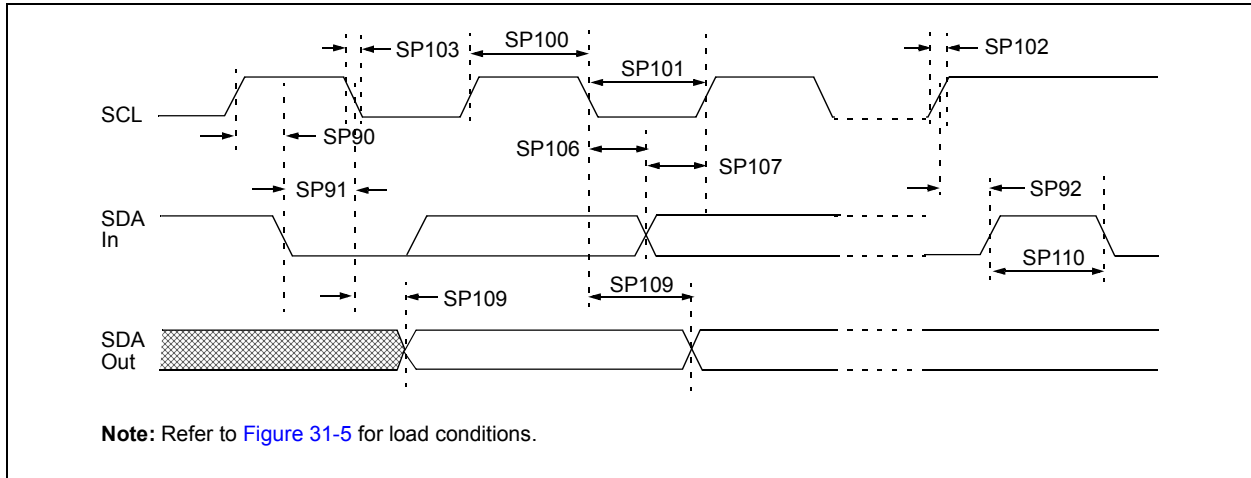 SP103
SP100
SP101
SP102
SCL
SP90
SP106
SP107
SP91
SP92
SDA
In
SP110
SP109
SP109
SDA
Out
Note: Refer to Figure 31-5 for load conditions.